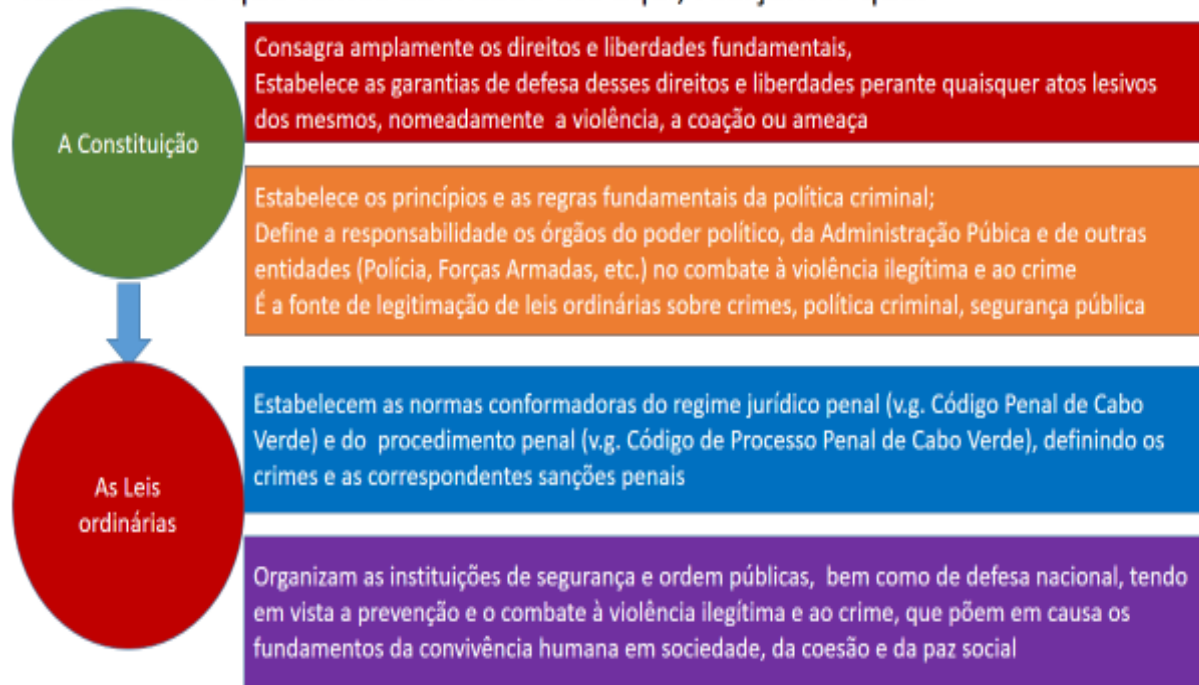 A Constituição
Consagra amplamente os direitos e liberdades fundamentais,
Estabelece as garantias de defesa desses direitos e liberdades perante quaisquer atos lesivos
dos mesmos, nomeadamente a violência, a coação ou ameaça
Estabelece os princípios e as regras fundamentais da política criminal;
Define a responsabilidade os órgãos do poder político, da Administração Púbica e de outras
entidades (Polícia, Forças Armadas, etc.) no combate à violência ilegítima e ao crime
É a fonte de legitimação de leis ordinárias sobre crimes, política criminal, segurança pública
As Leis
ordinárias
Estabelecem as normas conformadoras do regime jurídico penal (v.g. Código Penal de Cabo
Verde) e do procedimento penal (v.g. Código de Processo Penal de Cabo Verde), definindo os
crimes e as correspondentes sanções penais
Organizam as instituições de segurança e ordem públicas, bem como de defesa nacional, tendo
em vista a prevenção e o combate à violência ilegítima e ao crime, que põem em causa os
fundamentos da convivência humana em sociedade, da coesão e da paz social